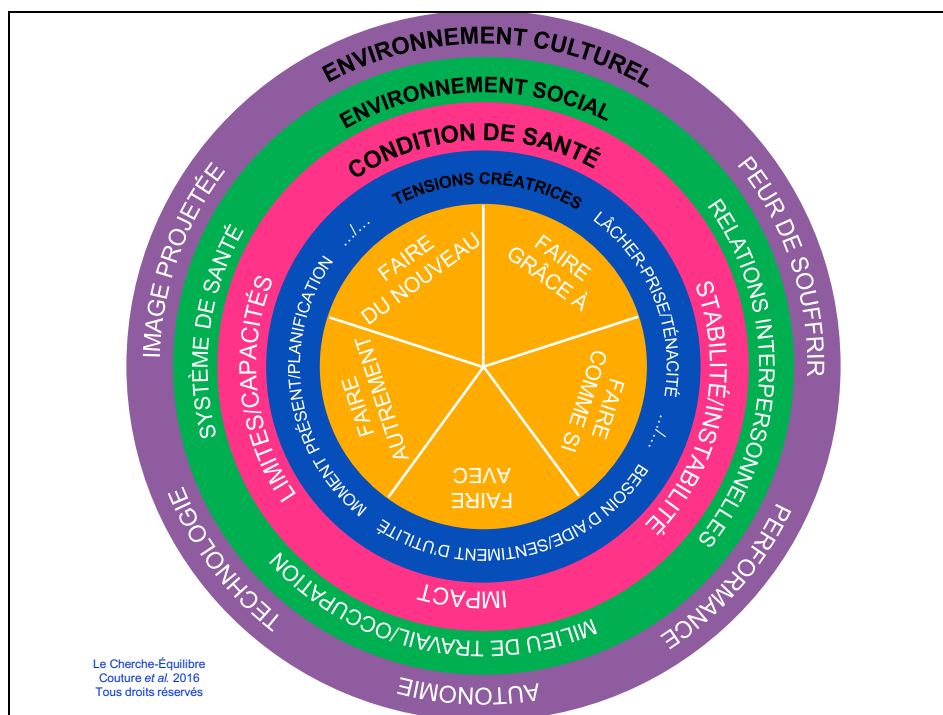 ENVIRONNEMENT CULTUREL
PEUR DE SOUFFRIR
PERFORMANCE
AUTONOMIE
TECHNOLOGIE
IMAGE PROJETÉE
ENVIRONNEMENT SOCIAL
RELATIONS INTERPERSONNELLES
MILIEU DE TRAVAIL/OCCUPATION
SYSTÈME DE SANTÉ
CONDITION DE SANTÉ
STABILITÉ/INSTABILITÉ
IMPACT
LIMITES/CAPACITÉS
TENSIONS CRÉATRICES
LÂCHER-PRISE/TÉNACITÉ
.../...
BESOIN D'AIDE/SENTIMENT D'UTILITÉ
MOMENT PRÉSENT/PLANIFICATION
.../...
FAIRE
GRÂCE À
FAIRE
COMME SI
FAIRE
AVEC
FAIRE
AUTREMENT
FAIRE
DU NOUVEAU
Le Cherche-Équilibre
Couture et al. 2016
Tous droits réservés